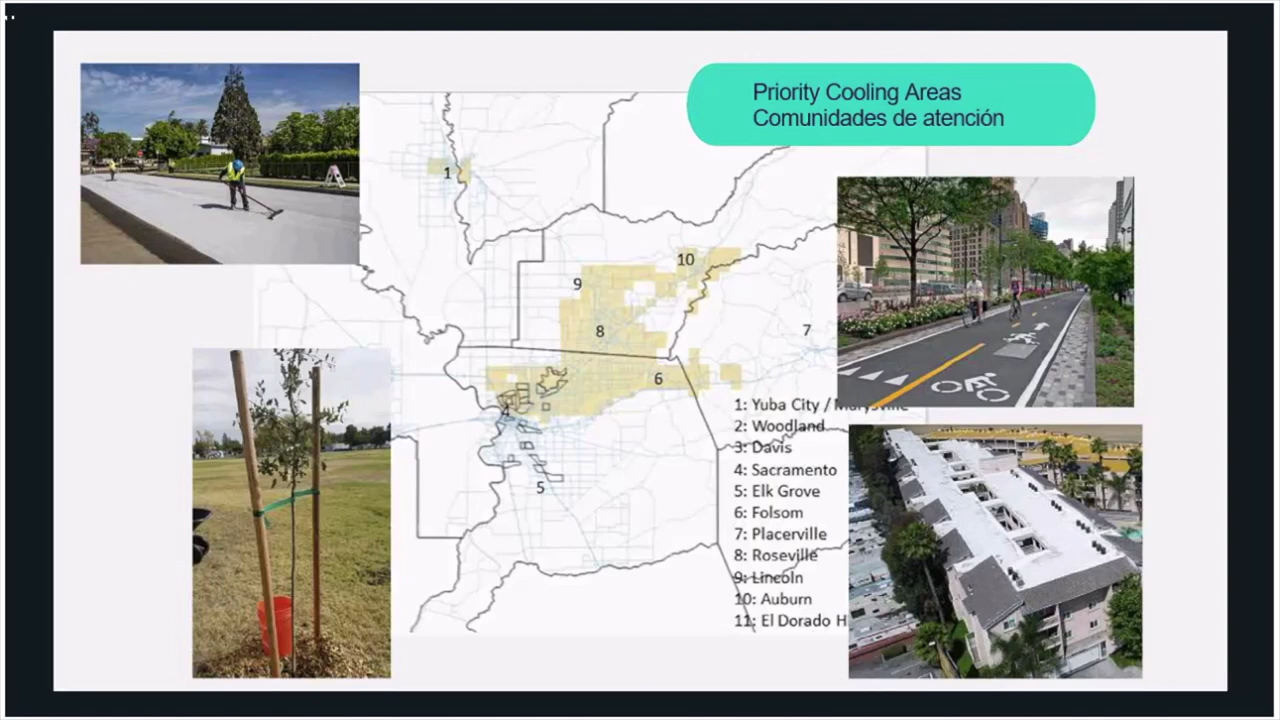 Priority Cooling Areas
Comunidades de atención
1
10
9
8
7
6
4
5
1: Yuba City / Marysville
2: Woodland
3: Davis
4: Sacramento
5: Elk Grove
6: Folsom
7: Placerville
8: Roseville
9: Lincoln
10: Auburn
11: El Dorado H